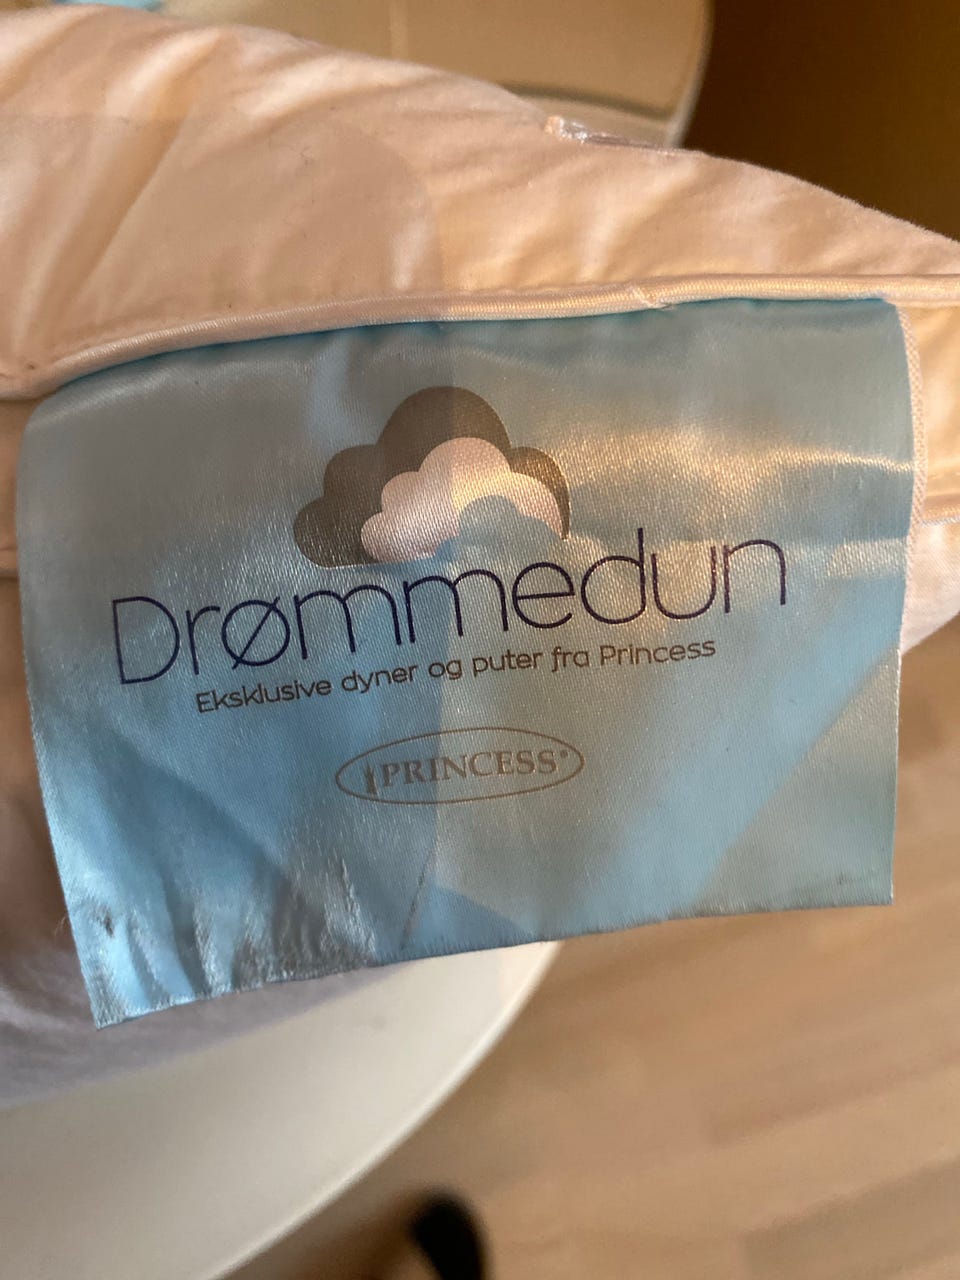 Drømmedun
Eksklusive dyner og puter fra Princess
PRINCESS®